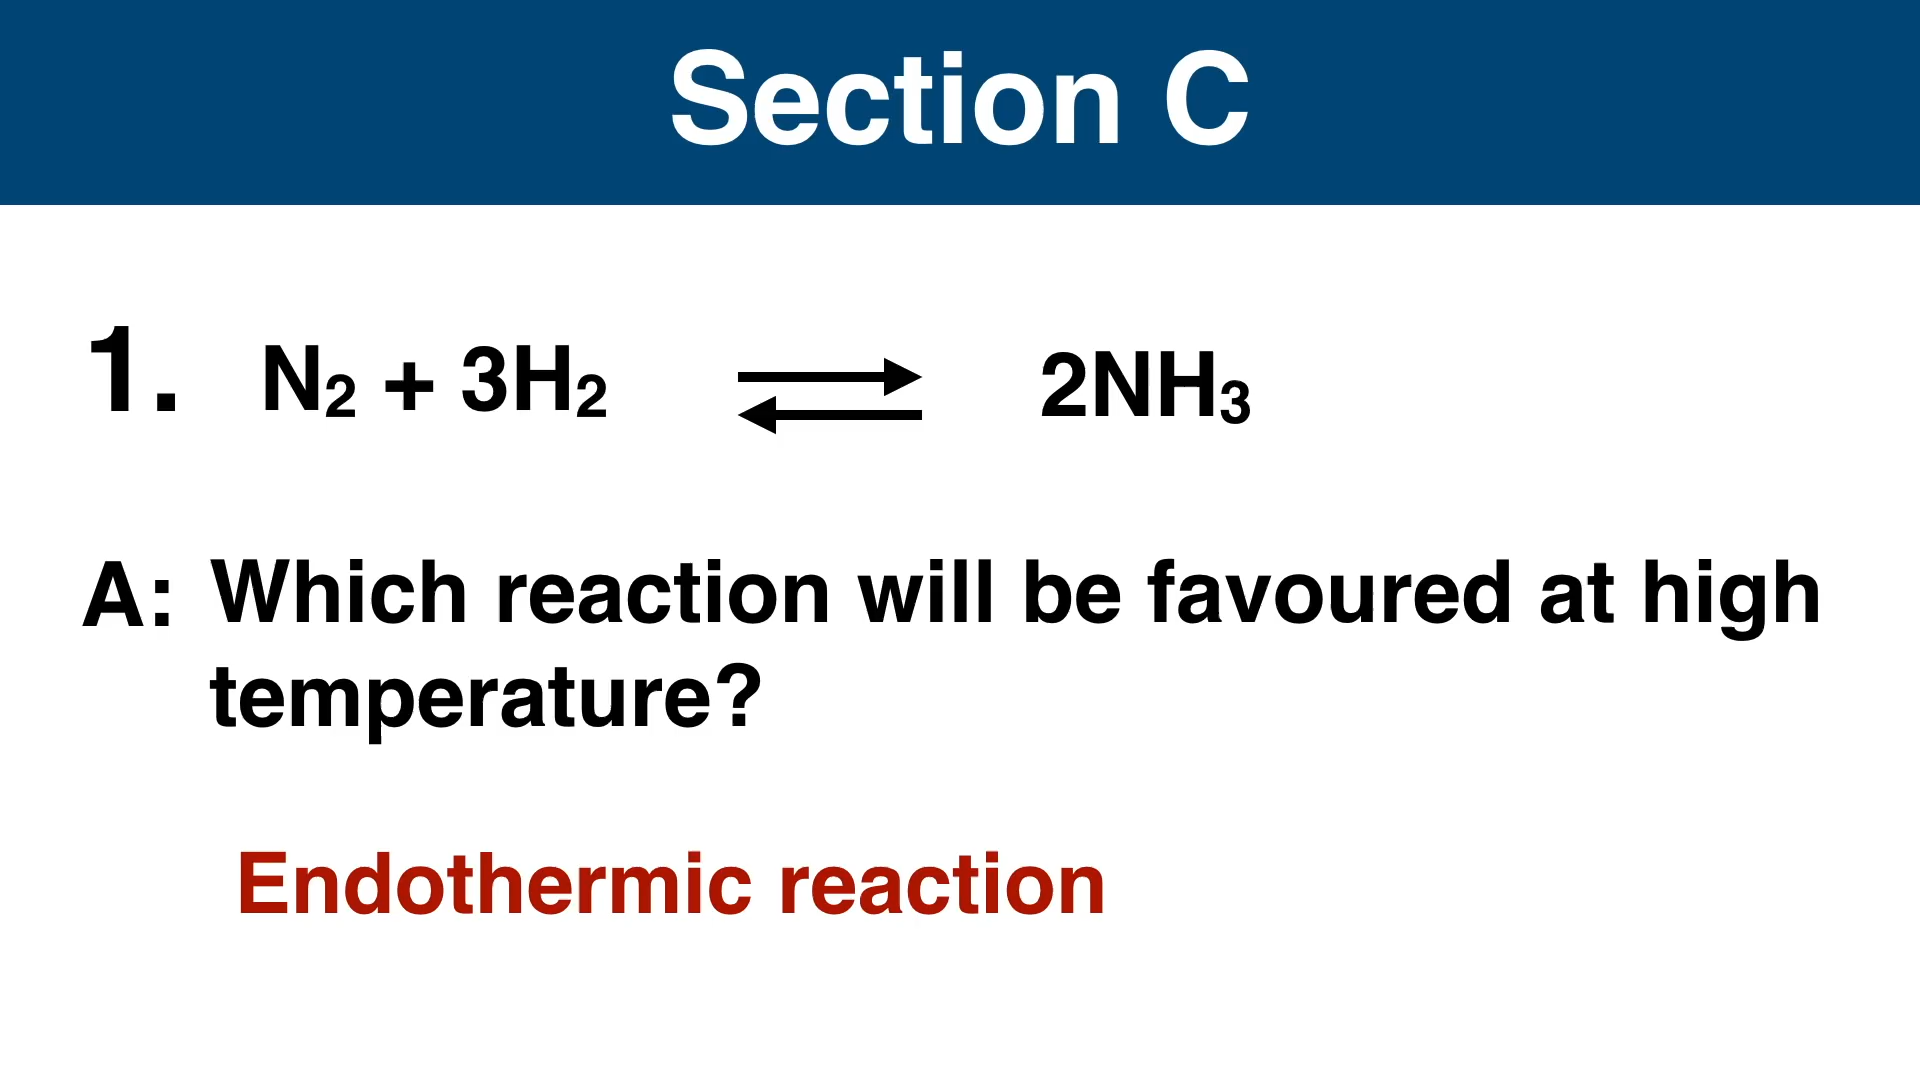 Section C
1. N₂ + 3H₂ ⇌ 2NH₃
A: Which reaction will be favoured at high
temperature?
Endothermic reaction